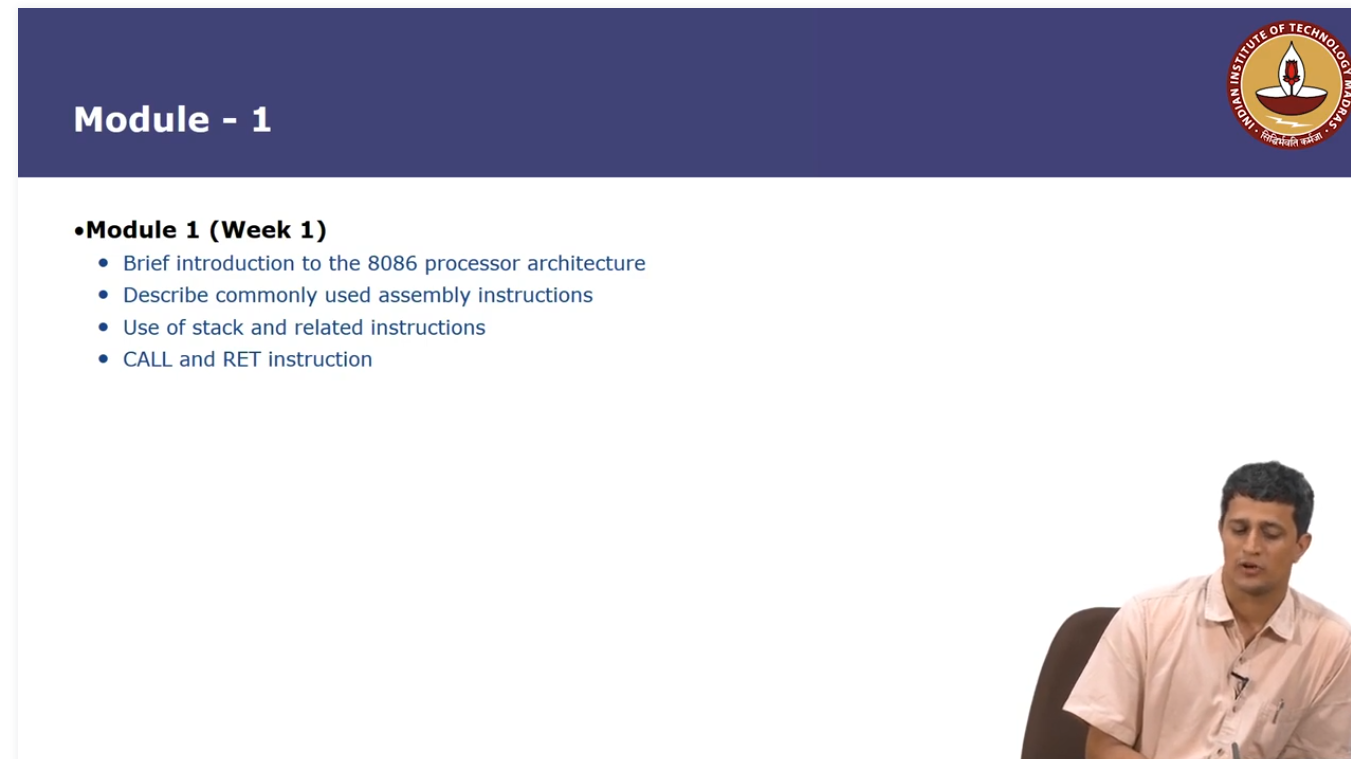 INDIAN INSTITUTE OF TECHNOLOGY MADRAS
सिद्धिर्भवति कर्मजा
Module - 1
•Module 1 (Week 1)
• Brief introduction to the 8086 processor architecture
• Describe commonly used assembly instructions
• Use of stack and related instructions
• CALL and RET instruction